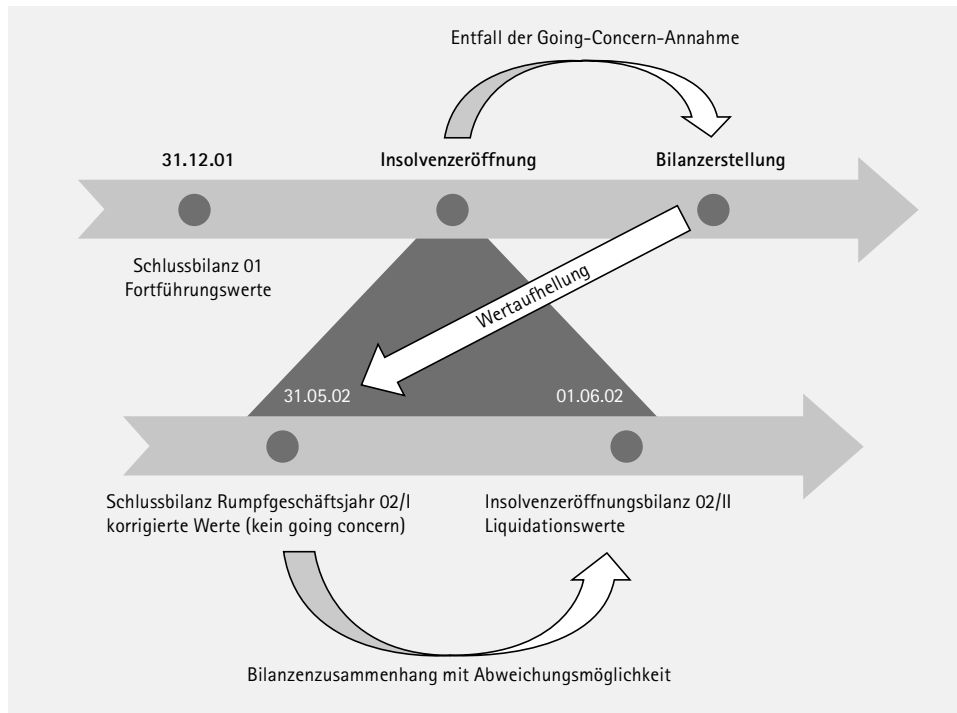 Entfall der Going-Concern-Annahme
31.12.01
Insolvenzeröffnung
Bilanzerstellung
Schlussbilanz 01
Fortführungswerte
Wertaufhellung
31.05.02
01.06.02
Schlussbilanz Rumpfgeschäftsjahr 02/I
korrigierte Werte (kein going concern)
Insolvenzeröffnungsbilanz 02/II
Liquidationswerte
Bilanzenzusammenhang mit Abweichungsmöglichkeit